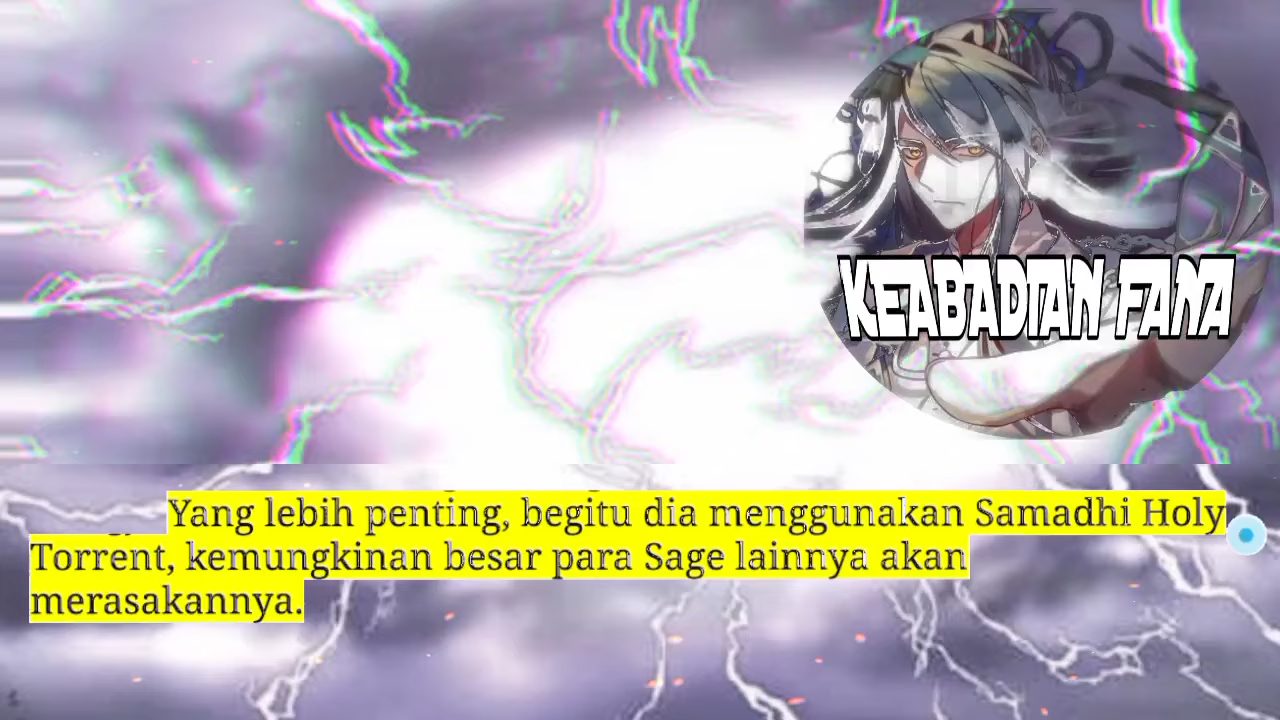 KEABADIAN FANA
Yang lebih penting, begitu dia menggunakan Samadhi Holy
Torrent, kemungkinan besar para Sage lainnya akan
merasakannya.